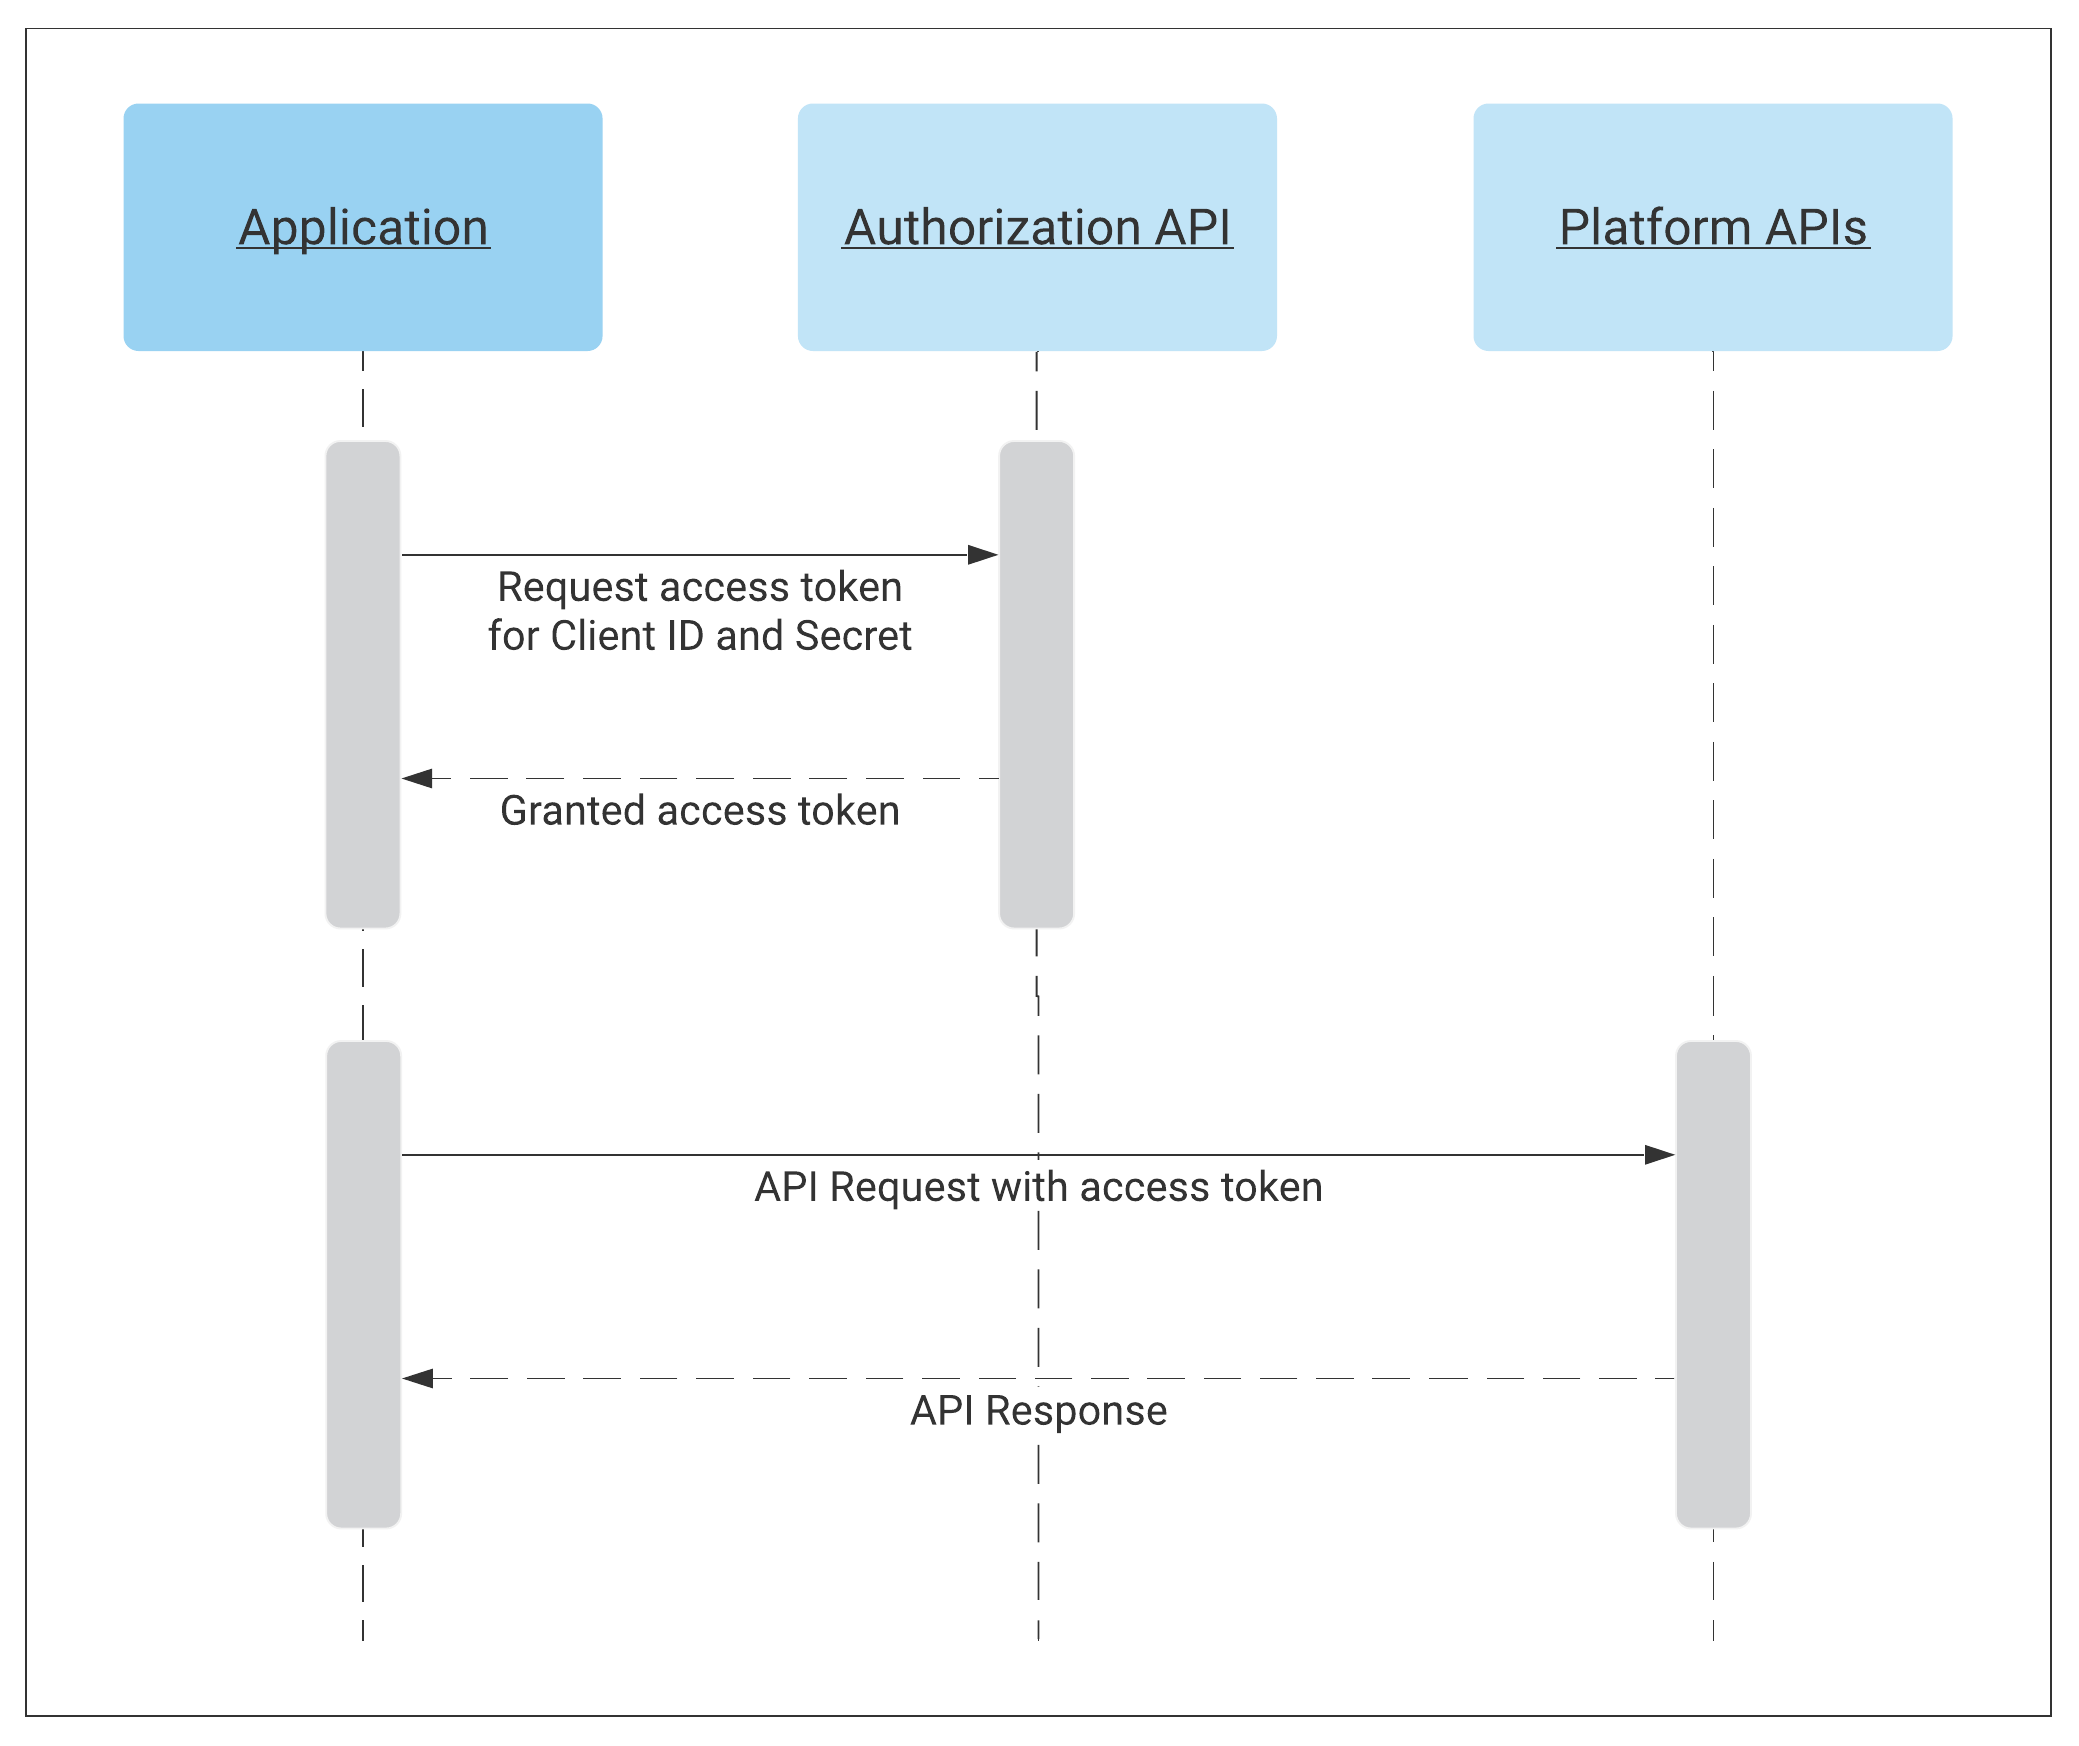 Application
Authorization API
Platform APIs
Request access token
for Client ID and Secret
Granted access token
API Request with access token
API Response